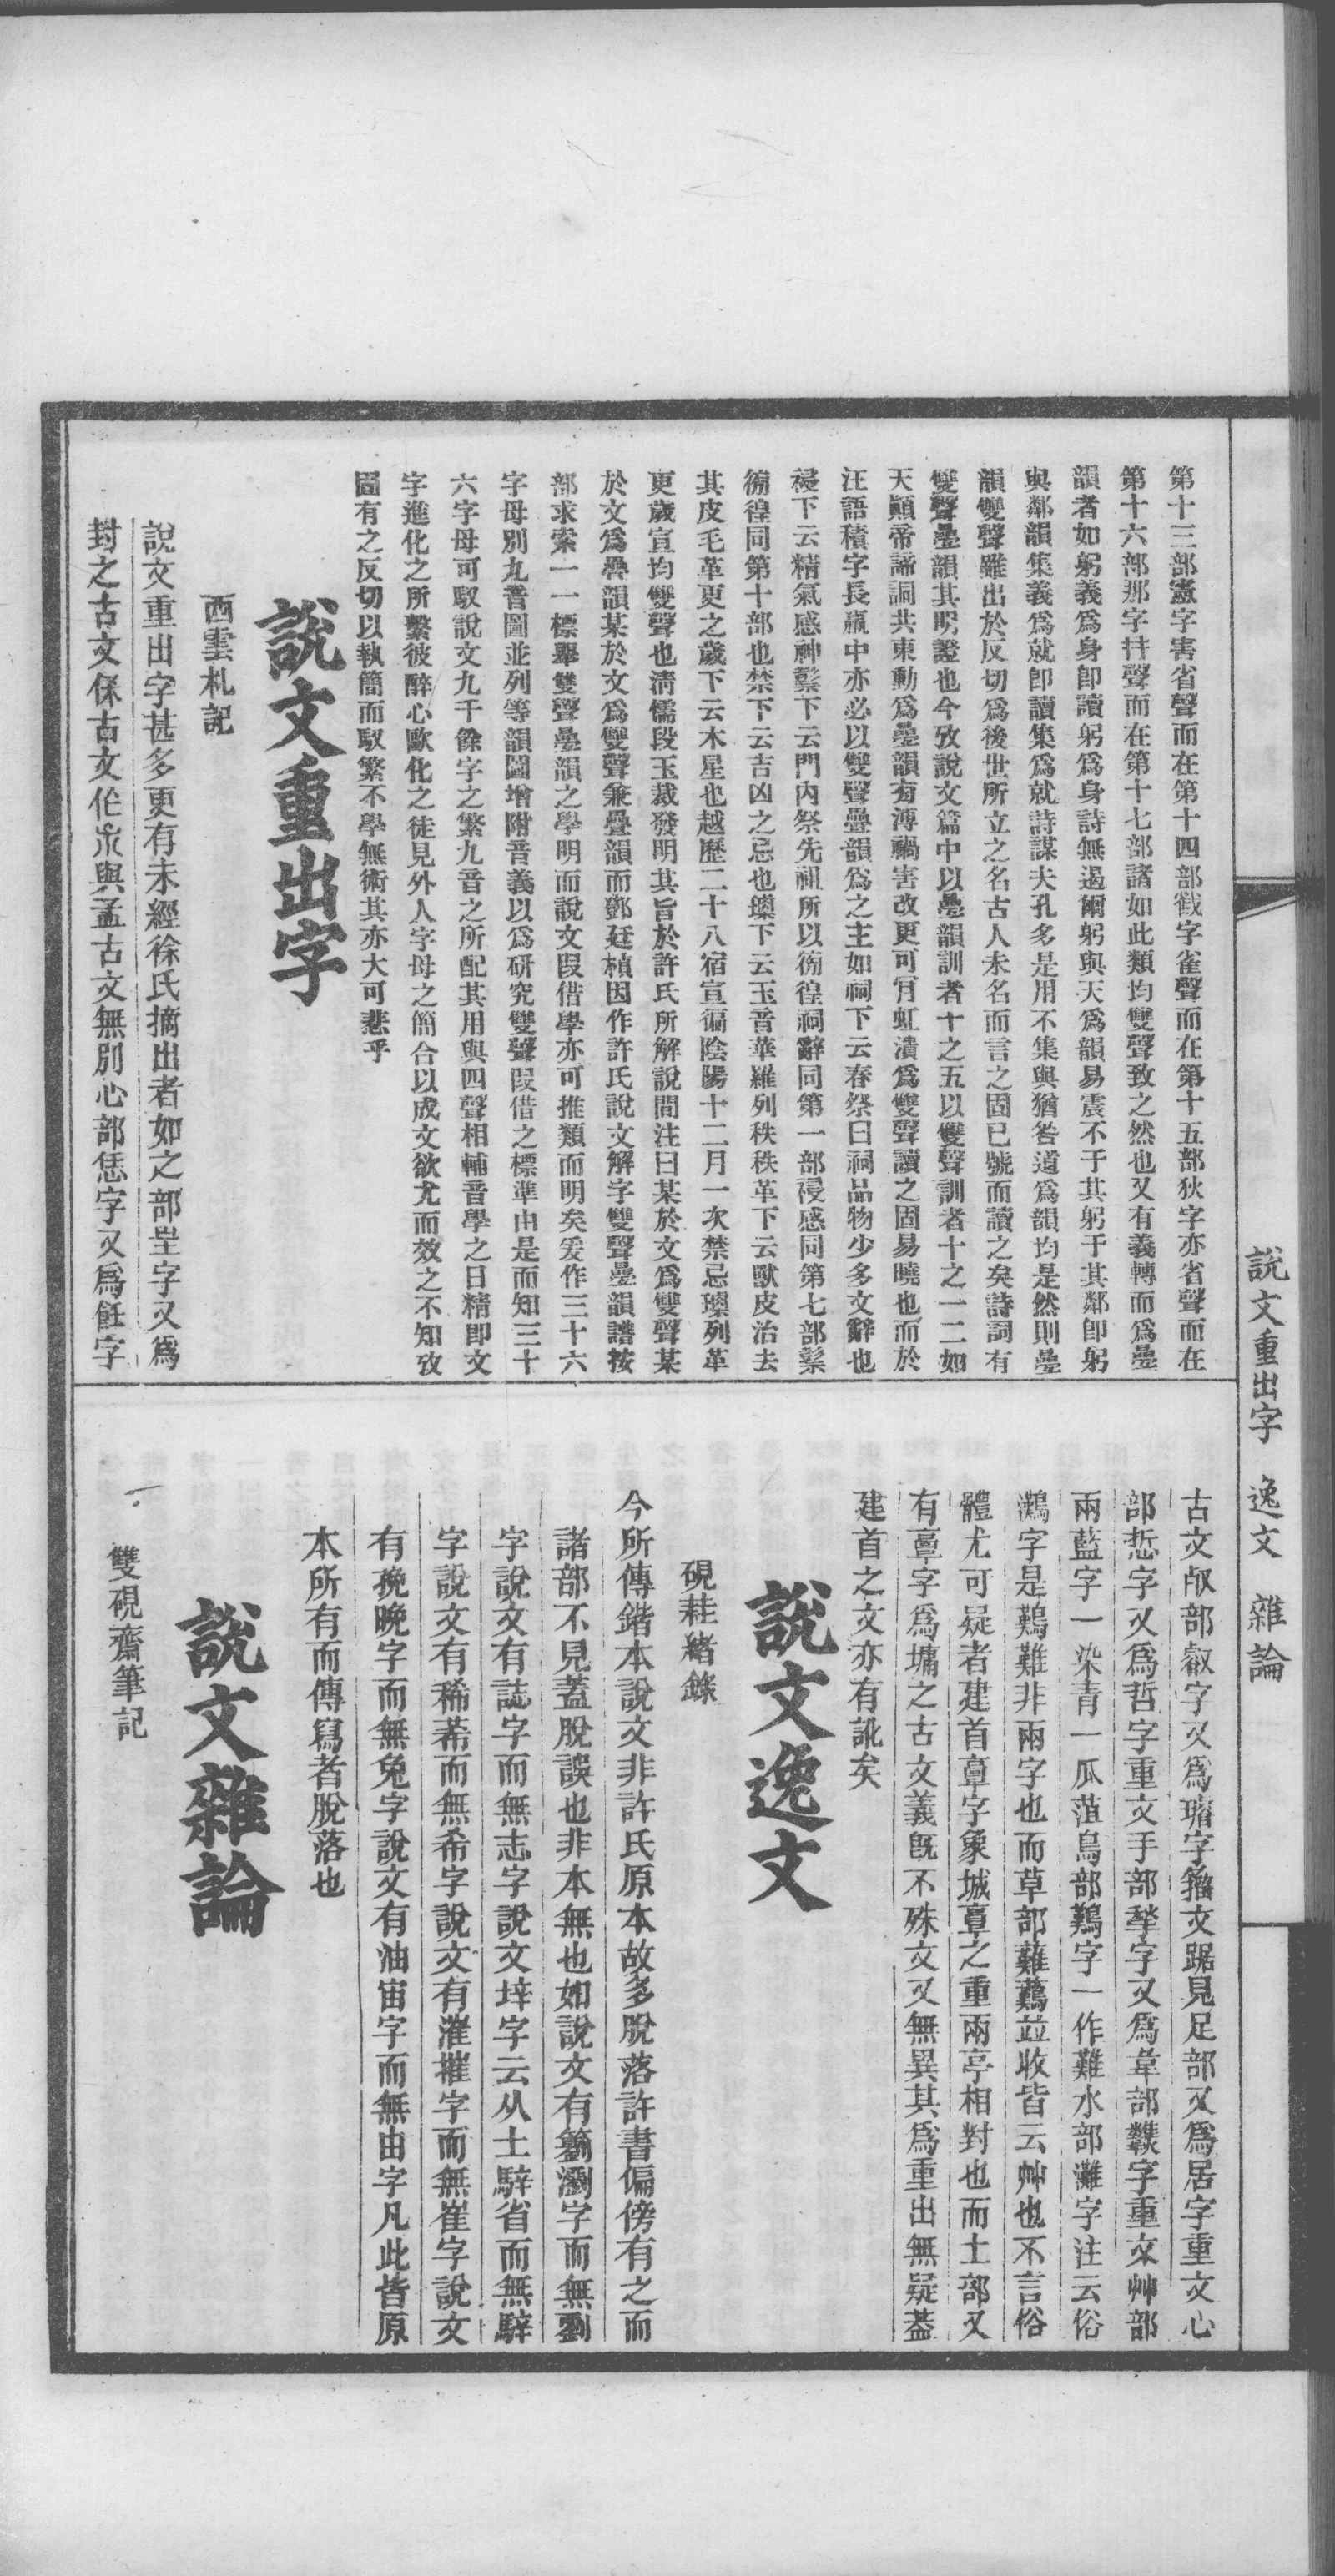 第十三部憲字害省聲而在第十四部戳字雀聲而在第十五部狄字亦省聲而在
第十六部那字冄聲而在第十七部諸如此類均雙聲致之然也又有義轉而爲疊
韻者如躬義爲身卽讀躬爲身詩無遏爾躬與天爲韻易震不于其躬于其鄰卽躬
與鄰韻集義爲就卽讀集爲就詩謀夫孔多是用不集與猶咎道爲韻均是然則疊
韻雙聲雖出於反切爲後世所立之名古人未名而言之固已號而讀之矣詩詞有
雙聲疊韻其明證也今攷說文篇中以疊韻訓者十之五以雙聲訓者十之一二如
天顚帝諦詞共東動爲疊韻旁溥禍害改更可肎虹潰爲雙聲讀之固易曉也而於
汪語積字長瓻中亦必以雙聲疊韻爲之主如祠下云春祭曰祠品物少多文辭也
祲下云精氣感神䰜下云門內祭先祖所以徬徨祠辭同第一部祲感同第七部䰜
徬徨同第十部也禁下云吉凶之忌也璪下云玉音華羅列秩秩革下云獸皮治去
其皮毛革更之歲下云木星也越歷二十八宿宣徧陰陽十二月一次禁忌璪列革
更歲宣均雙聲也淸儒段玉裁發明其旨於許氏所解說間注曰某於文爲雙聲某
於文爲疊韻某於文爲雙聲兼疊韻而鄧廷楨因作許氏說文解字雙聲疊韻譜按
部求索一一標舉雙聲疊韻之學明而說文叚借學亦可推類而明矣爰作三十六
字母別九音圖並列等韻圖增附音義以爲硏究雙聲叚借之標準由是而知三十
六字母可馭說文九千餘字之繁九音之所配其用與四聲相輔音學之日精卽文
字進化之所繫彼醉心歐化之徒見外人字母之簡合以成文欲尤而效之不知攷
固有之反切以執簡而馭繁不學無術其亦大可悲乎
說文重出字
西雲札記
說文重出字甚多更有未經徐氏摘出者如之部㞷字又爲
封之古文保古文㐰𣎵與孟古文無別心部恁字又爲飪字
古文𣦼部叡字又爲璿字籀文踞見足部又爲居字重文心
部悊字又爲哲字重文手部揫字又爲韋部𩏷字重文艸部
兩藍字一染青一瓜菹鳥部鷬字一作難水部灘字注云俗
灘字是鷬難非兩字也而草部蘸蘸竝收皆云艸也不言俗
體尤可疑者建首𩫖字象城𩫖之重兩亭相對也而土部又
有𩫖字爲墉之古文義旣不殊文又無異其爲重出無疑蓋
建首之文亦有訛矣
說文逸文
硯𦓤緒錄
今所傳鍇本說文非許氏原本故多脫落許書偏傍有之而
諸部不見蓋脫誤也非本無也如說文有籀瀏字而無劉
字說文有誌字而無志字說文垶字云从土騂省而無騂
字說文有稀莃而無希字說文有漼摧字而無崔字說文
有㝃晚字而無免字說文有油宙字而無由字凡此皆原
本所有而傳寫者脫落也
說文雜論
雙硯齋筆記
說文重出字 逸文 雜論